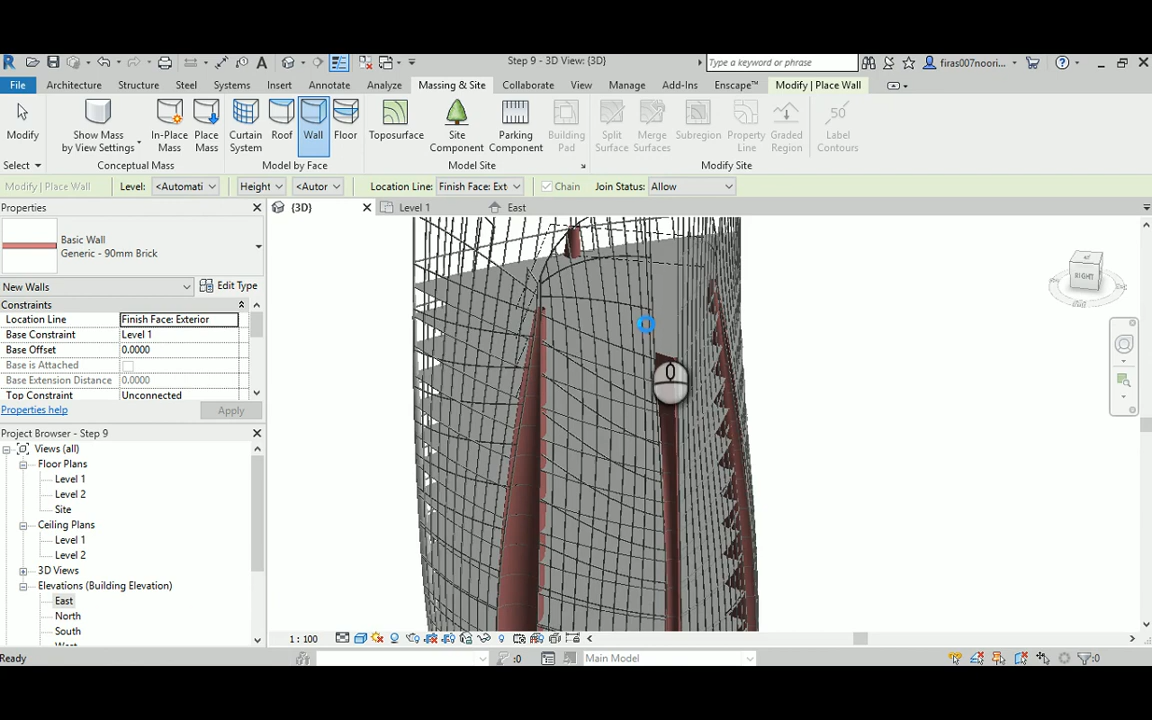 Step 9 - 3D View: {3D}
Type a keyword or phrase
firas007noori...
File
Architecture
Structure
Steel
Systems
Insert
Annotate
Analyze
Massing & Site
Collaborate
View
Manage
Add-Ins
Enscape™
Modify | Place Wall
Modify
Show Mass
by View Settings
In-Place
Mass
Place
Mass
Curtain
System
Roof
Wall
Floor
Toposurface
Site
Component
Parking
Component
Building
Pad
Split
Surface
Merge
Surfaces
Subregion
Property
Line
Graded
Region
Label
Contours
Select
Conceptual Mass
Model by Face
Model Site
Modify Site
Modify | Place Wall
Level:
<Automati
Height
<Autor
Location Line:
Finish Face: Ext
Chain
Join Status:
Allow
Properties
{3D}
Level 1
East
Basic Wall
Generic - 90mm Brick
New Walls
Edit Type
Constraints
Location Line
Finish Face: Exterior
Base Constraint
Level 1
Base Offset
0.0000
Base is Attached
Base Extension Distance
0.0000
Top Constraint
Unconnected
Properties help
Apply
Project Browser - Step 9
Views (all)
Floor Plans
Level 1
Level 2
Site
Ceiling Plans
Level 1
Level 2
3D Views
Elevations (Building Elevation)
East
North
South
RIGHT
0
1 : 100
Ready
:0
Main Model
:0